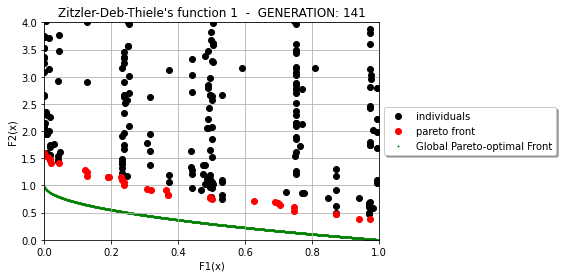 Zitzler-Deb-Thiele's function 1 - GENERATION: 141
4.0
3.5
3.0
2.5
2.0
1.5
1.0
0.5
0.0
F2(x)
0.0 0.2 0.4 0.6 0.8 1.0
F1(x)
individuals
pareto front
Global Pareto-optimal Front